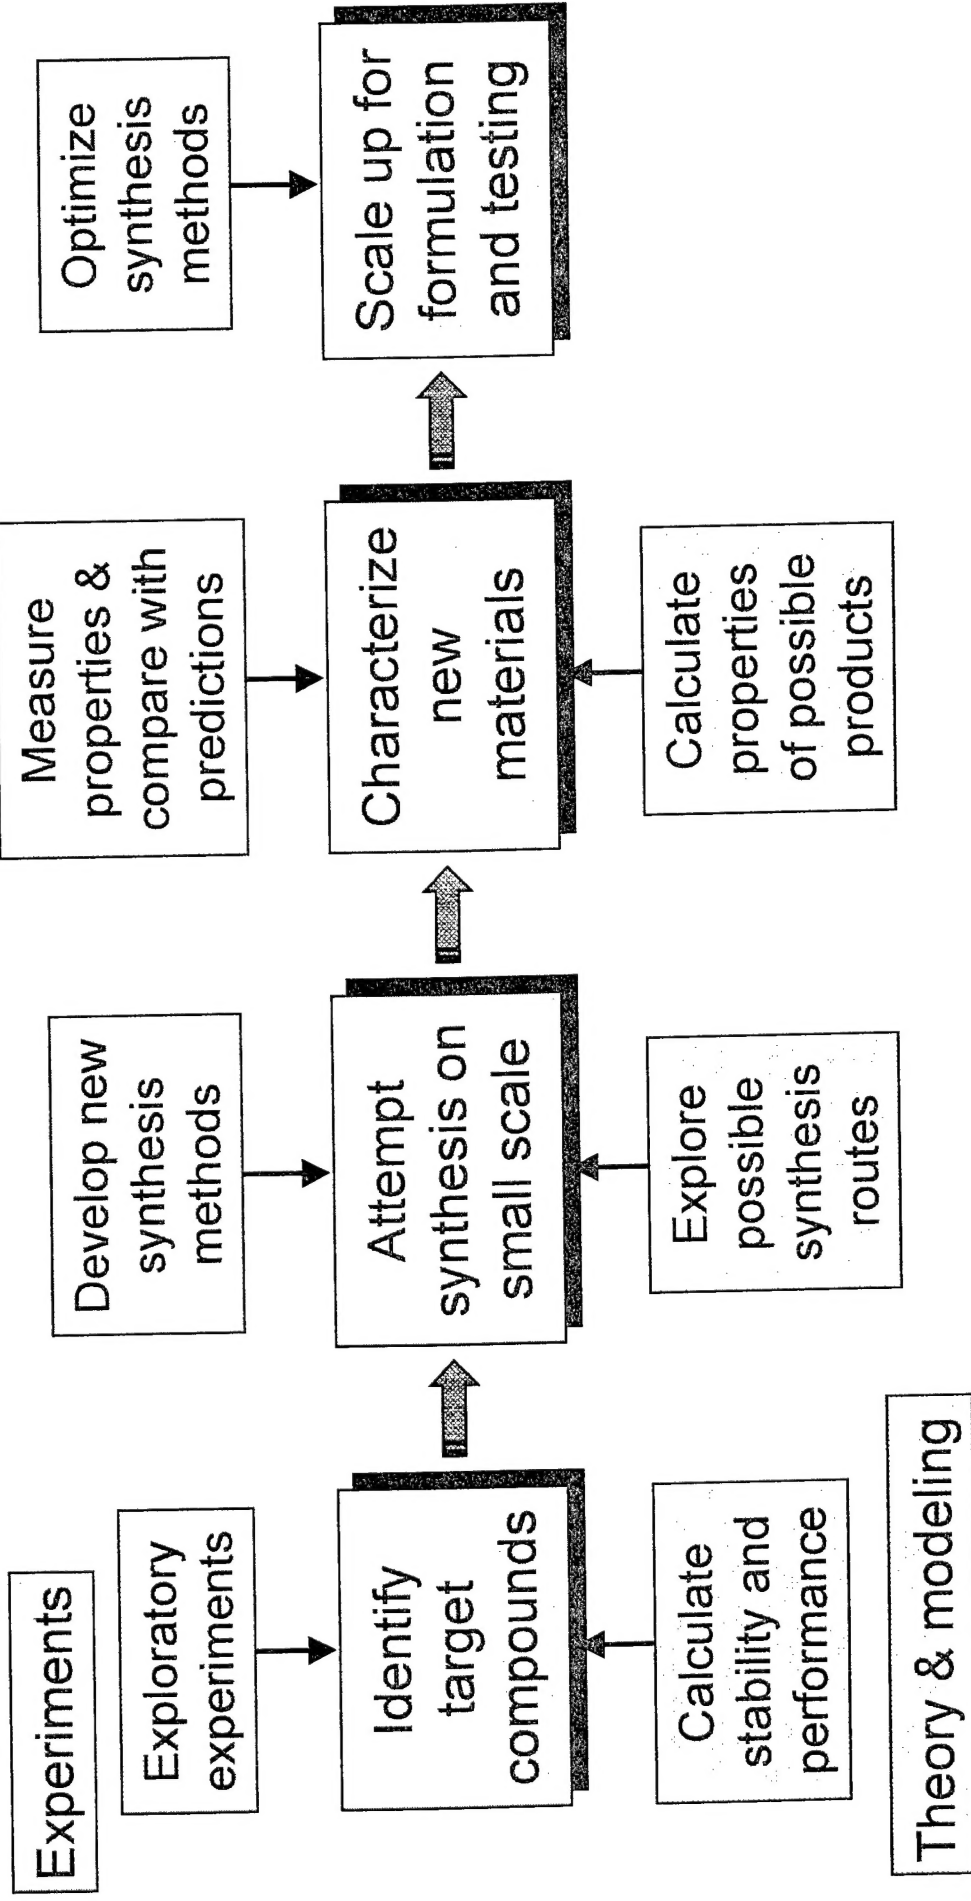 Experiments
Exploratory
experiments
Develop new
synthesis
methods
Measure
properties &
compare with
predictions
Optimize
synthesis
methods
Identify
target
compounds
Attempt
synthesis on
small scale
Characterize
new
materials
Scale up for
formulation
and testing
Calculate
stability and
performance
Explore
possible
synthesis
routes
Calculate
properties
of possible
products
Theory & modeling